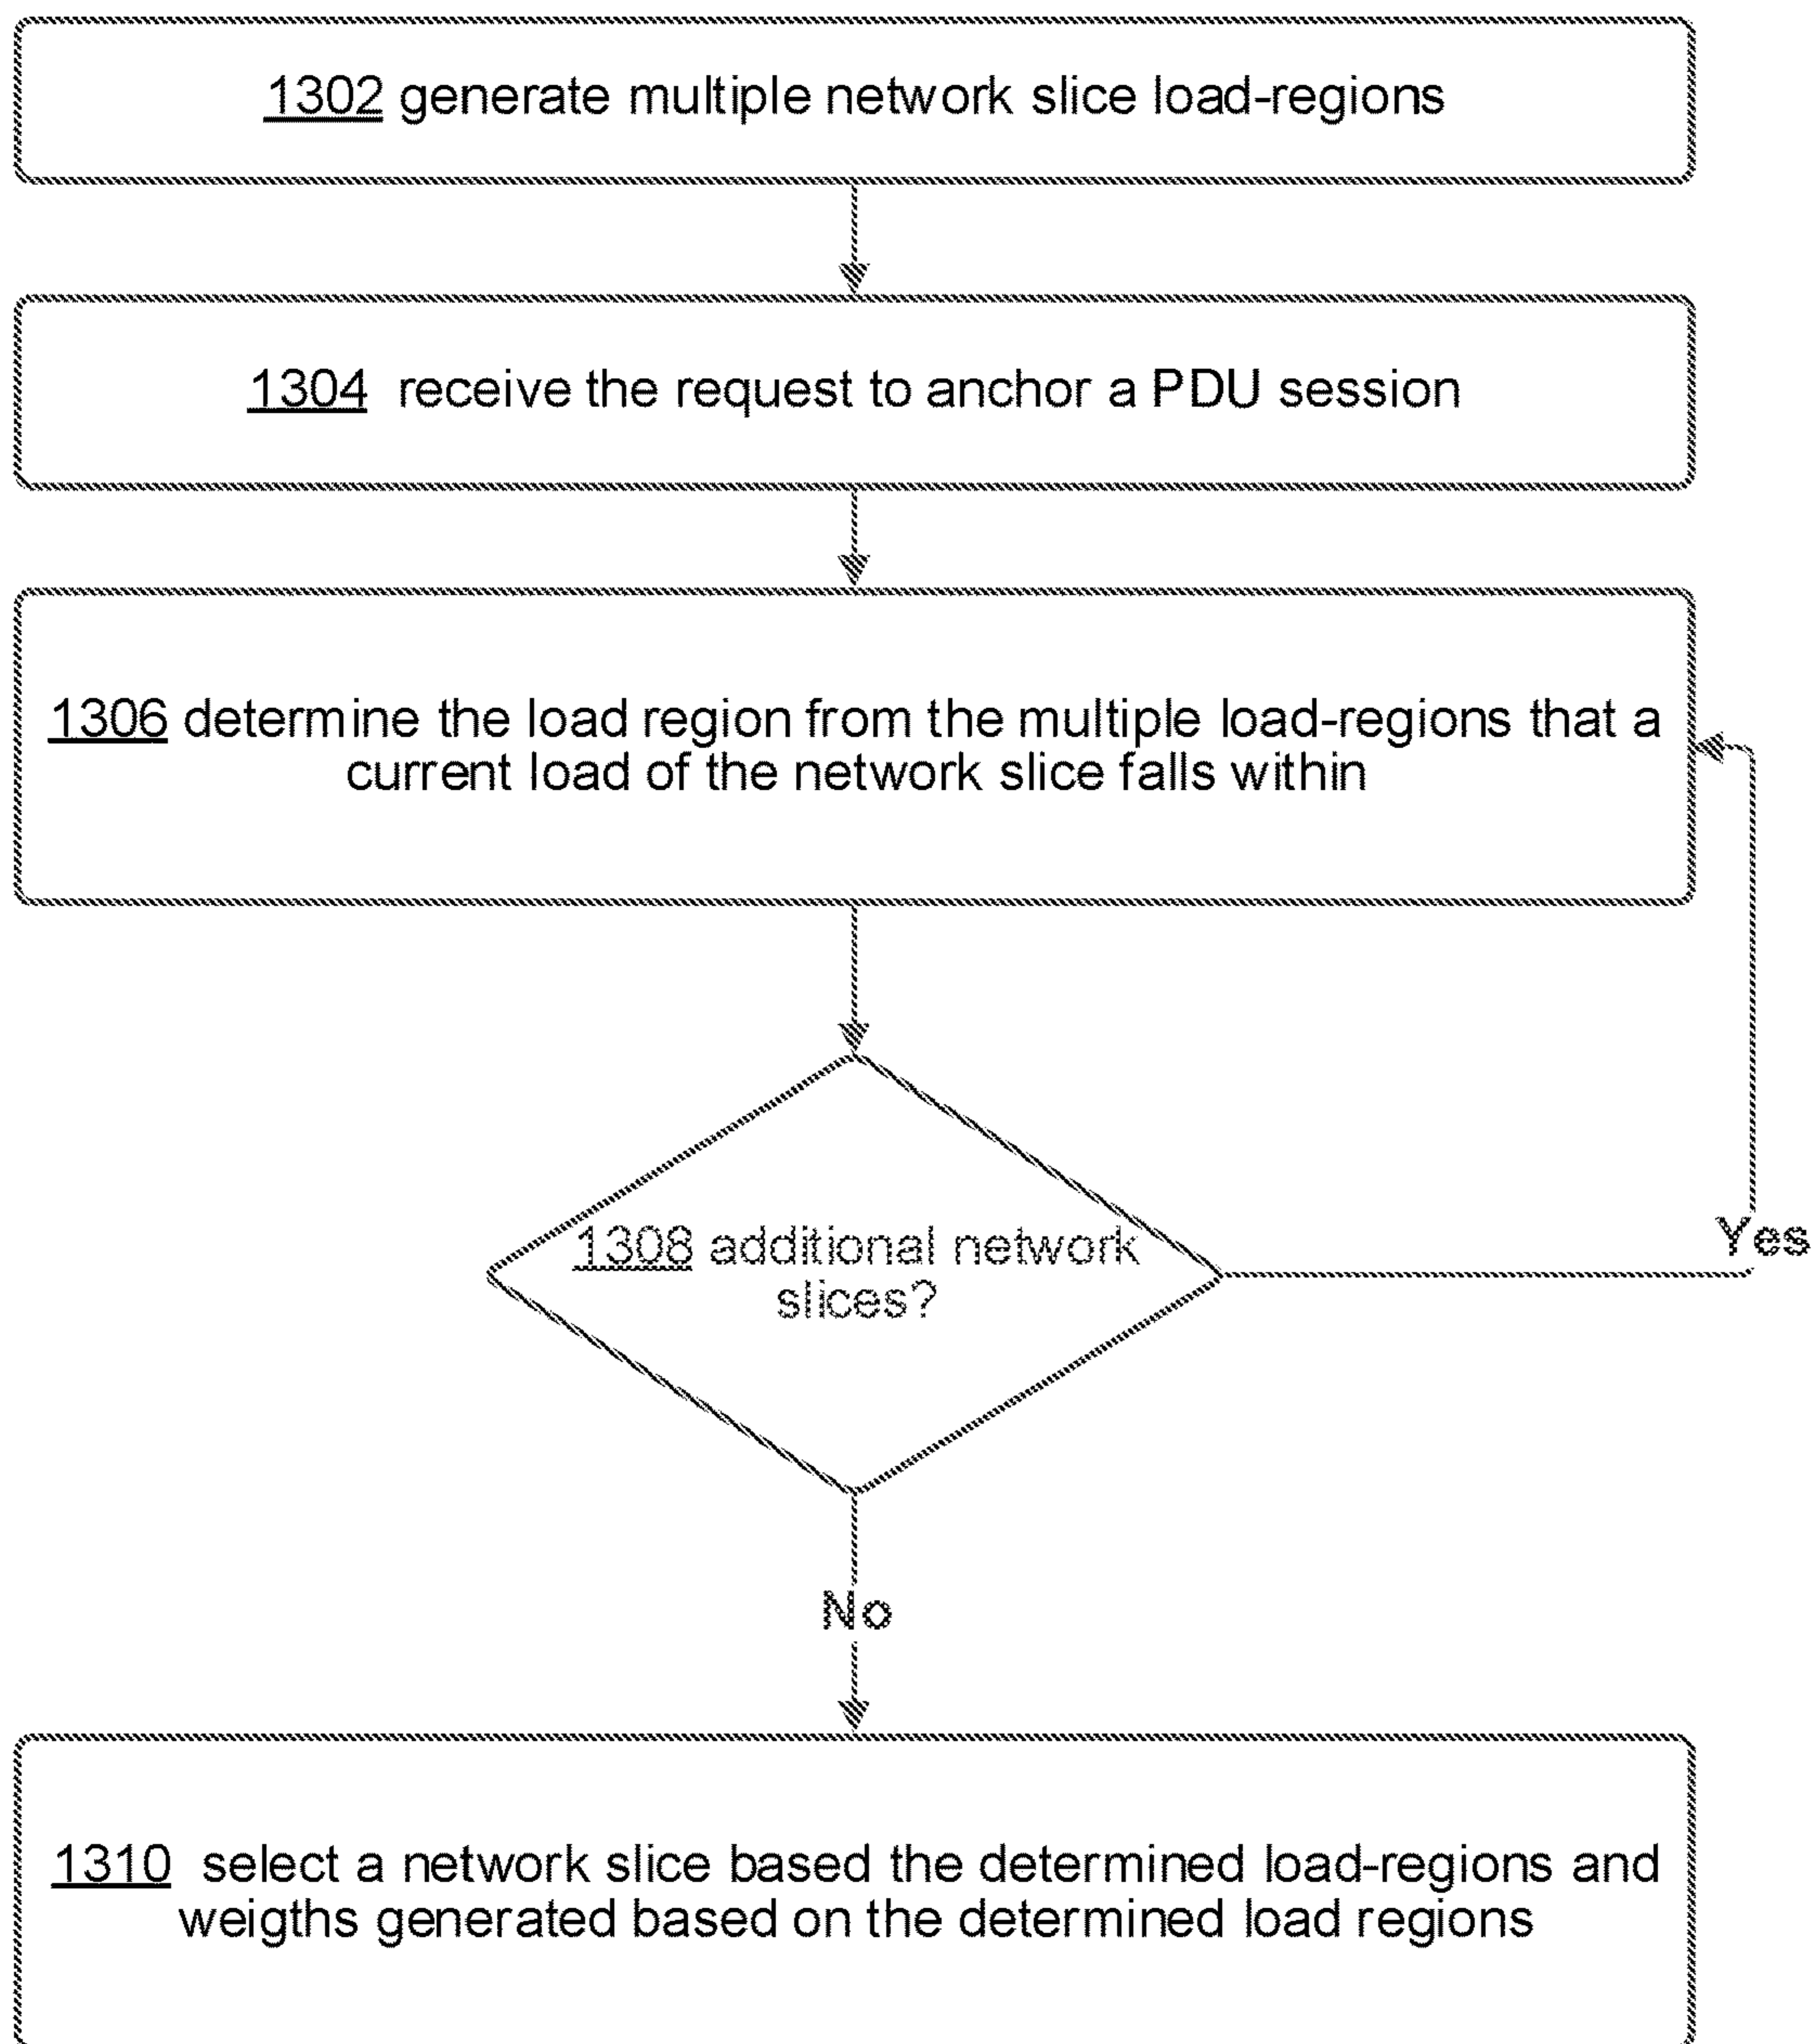 1302 generate multiple network slice load-regions
1304 receive the request to anchor a PDU session
1306 determine the load region from the multiple load-regions that a
current load of the network slice falls within
1308 additional network
slices?
Yes
No
1310 select a network slice based the determined load-regions and
weigths generated based on the determined load regions